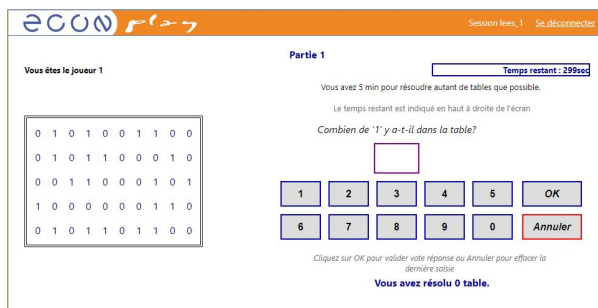 econ play
Session lees_1 Se déconnecter
Partie 1
Vous êtes le joueur 1
Temps restant : 299sec
Vous avez 5 min pour résoudre autant de tables que possible.
Le temps restant est indiqué en haut à droite de l'écran
Combien de '1' y a-t-il dans la table?
0 1 0 1 0 0 1 1 0 0
0 1 0 1 1 0 0 0 1 0
0 0 1 1 0 0 0 1 0 1
1 0 0 0 0 0 0 1 1 0
0 1 0 1 1 0 1 1 0 0
1 2 3 4 5 OK
6 7 8 9 0 Annuler
Cliquez sur OK pour valider vote réponse ou Annuler pour effacer la
dernière saisie
Vous avez résolu 0 table.